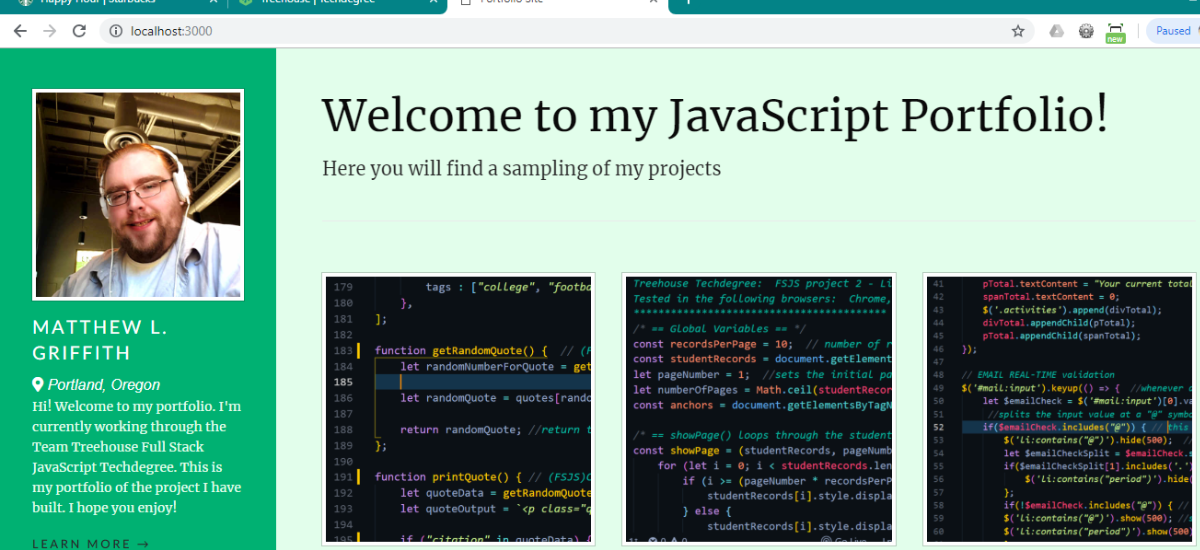 Happy Hour | Starbucks
Treehouse | Techdegree
Portfolio Site
localhost:3000
new
Paused
Welcome to my JavaScript Portfolio!
Here you will find a sampling of my projects
MATTHEW L.
GRIFFITH
Portland, Oregon
Hi! Welcome to my portfolio. I'm
currently working through the
Team Treehouse Full Stack
JavaScript Techdegree. This is
my portfolio of the project I have
built. I hope you enjoy!
LEARN MORE →
179 tags : ["college", "footba
180 },
181 ];
182
183 function getRandomQuote() { // (F
184 let randomNumberForQuote = get
185
186 let randomQuote = quotes[rando
187
188 return randomQuote; //return t
189 };
190
191 function printQuote() { // (FSJS)C
192 let quoteData = getRandomQuote
193 let quoteOutput = `<p class="q
194
195 if ("citation" in quoteData) {
Treehouse Techdegree: FSJS project 2 - Li
Tested in the following browsers: Chrome,
******************************************
/* == Global Variables == */
const recordsPerPage = 10; // number of r
const studentRecords = document.getElement
let pageNumber = 1; //sets the initial pa
let numberOfPages = Math.ceil(studentRecor
const anchors = document.getElementsByTagN
/* == showPage() loops through the student
const showPage = (studentRecords, pageNumb
for (let i = 0; i < studentRecords.len
if (i >= (pageNumber * recordsPerP
studentRecords[i].style.displa
} else {
studentRecords[i].style.displa
Go Live
41 pTotal.textContent = "Your current total
42 spanTotal.textContent = 0;
43 $('.activities').append(divTotal);
44 divTotal.appendChild(pTotal);
45 pTotal.appendChild(spanTotal);
46 });
47
48 // EMAIL REAL-TIME validation
49 $('#mail:input').keyup(() => { //whenever a
50 let $emailCheck = $('#mail:input')[0].va
51 //splits the input value at a "@" symbo
52 if($emailCheck.includes("@")) { // this
53 $('li:contains("@")').hide(500); //
54 let $emailCheckSplit = $emailCheck.s
55 if($emailCheckSplit[1].includes('.')
56 $('li:contains("period")').hide(
57 };
58 if(!$emailCheck.includes("@")) { //
59 $('li:contains("@")').show(500); //s
60 $('li:contains("period")').show(500)